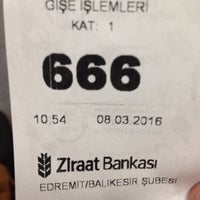 GİŞE İŞLEMLERİ
KAT: 1
666
10:54 08.03.2016
Ziraat Bankası
EDREMİT/BALIKESİR ŞUBESİ